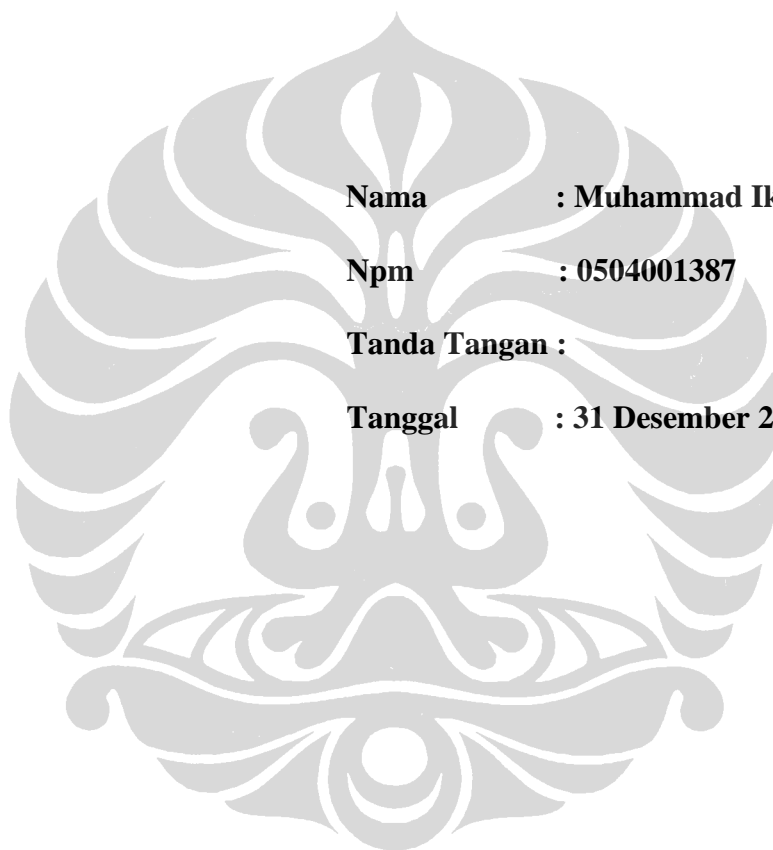 Nama : Muhammad Ik
Npm : 0504001387
Tanda Tangan :
Tanggal : 31 Desember 2